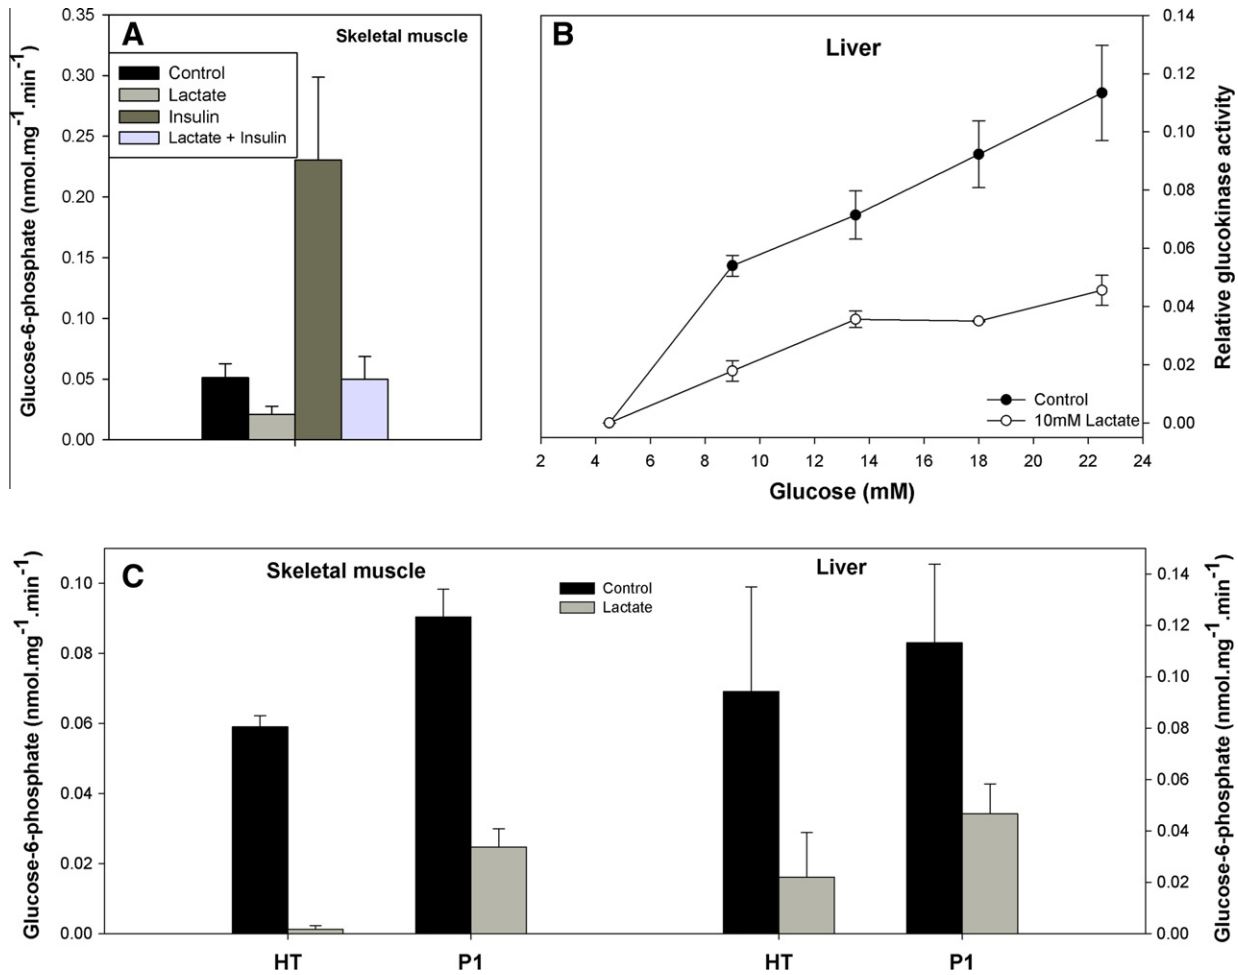 A
Skeletal muscle
Control
Lactate
Insulin
Lactate + Insulin
Glucose-6-phosphate (nmol.mg-1.min-1)
0.35
0.30
0.25
0.20
0.15
0.10
0.05
0.00
B
Liver
Control
10mM Lactate
0.14
0.12
0.10
0.08
0.06
0.04
0.02
0.00
Relative glucokinase activity
2 4 6 8 10 12 14 16 18 20 22 24
Glucose (mM)
C
Skeletal muscle
Liver
Control
Lactate
Glucose-6-phosphate (nmol.mg-1.min-1)
0.10
0.08
0.06
0.04
0.02
0.00
0.14
0.12
0.10
0.08
0.06
0.04
0.02
0.00
Glucose-6-phosphate (nmol.mg-1.min-1)
HT P1 HT P1